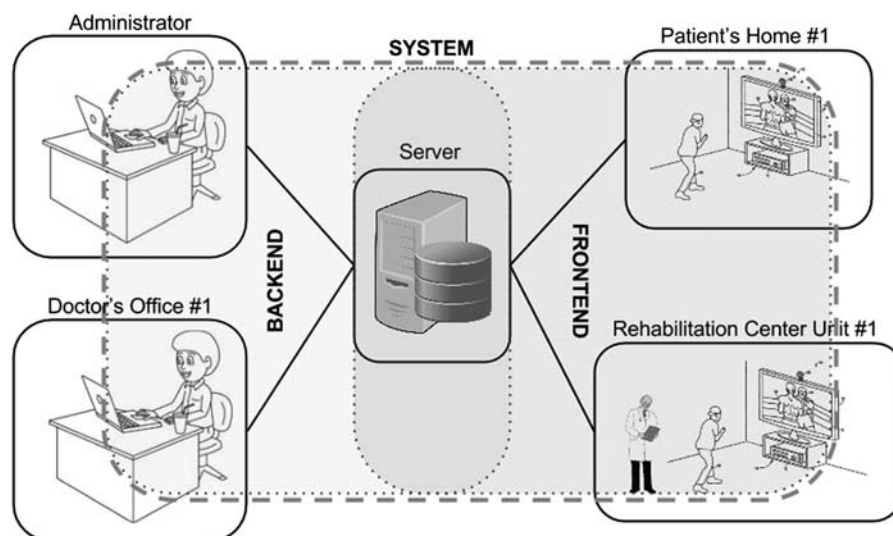 Administrator
SYSTEM
Patient's Home #1
Server
BACKEND
FRONTEND
Doctor's Office #1
Rehabilitation Center Unit #1